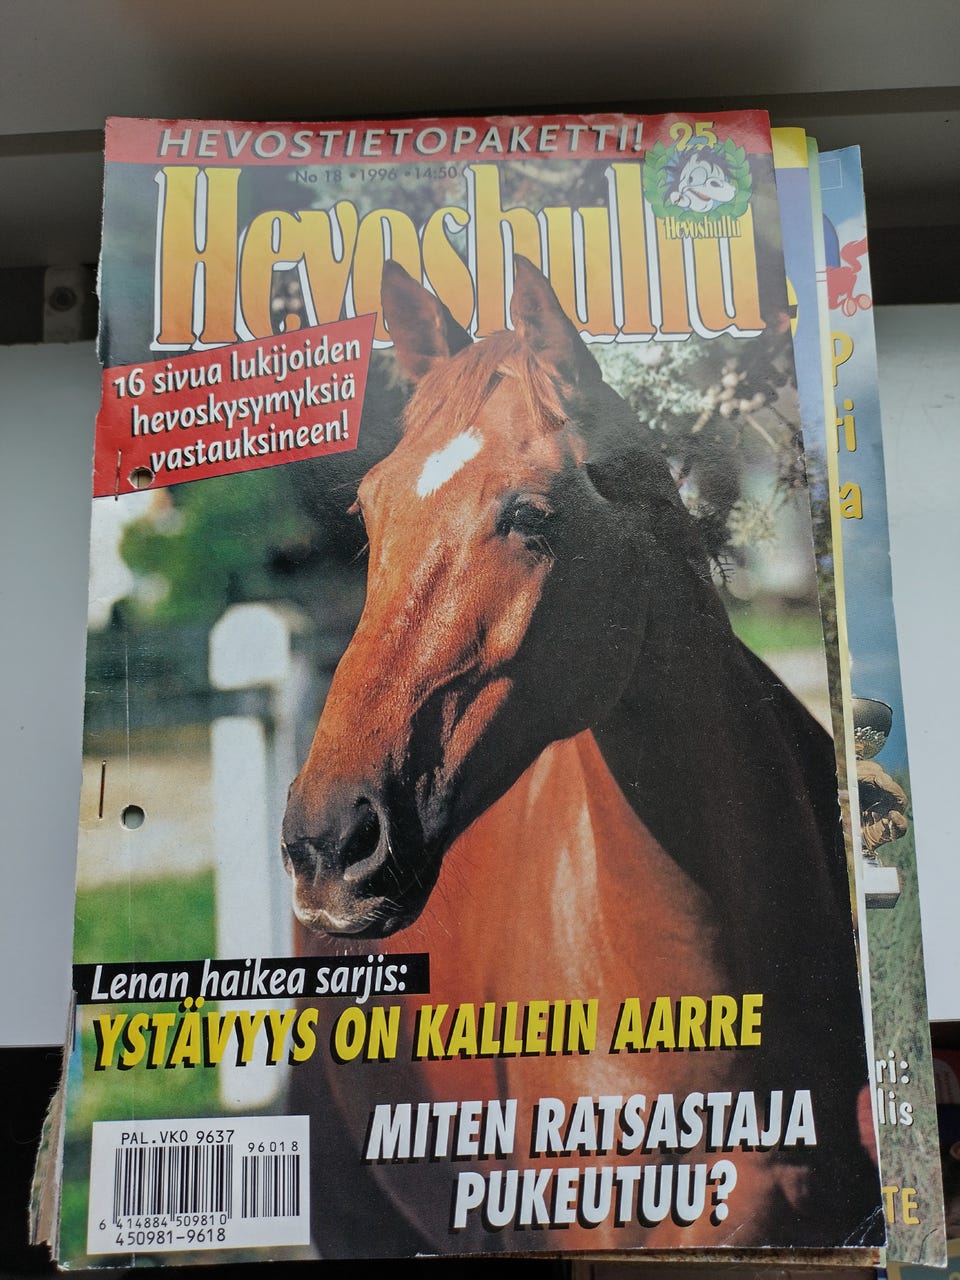 HEVOSTIETOPAKETTI!
25
No 18 • 1996 • 14:50
Hevoshullu
Hevoshullu
16 sivua lukijoiden
hevoskysymyksiä
vastauksineen!
Lenan haikea sarjis:
YSTÄVYYS ON KALLEIN AARRE
MITEN RATSASTAJA
PUKEUTUU?
PAL.VKO 9637
96018
6 414884 509810
450981-9618